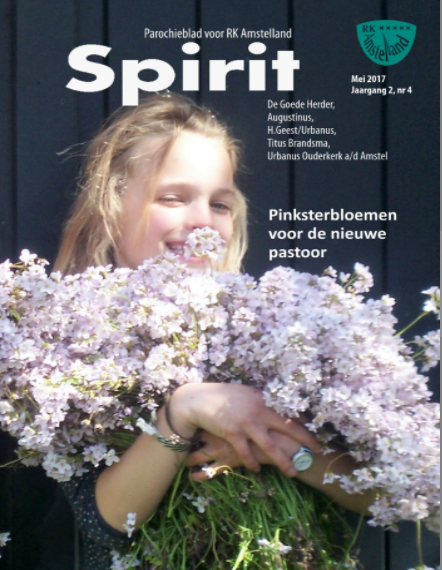 Parochieblad voor RK Amstelland
Spirit
RK
Amstelland
Mei 2017
Jaargang 2, nr 4
De Goede Herder,
Augustinus,
H.Geest/Urbanus,
Titus Brandsma,
Urbanus Ouderkerk a/d Amstel
Pinksterbloemen
voor de nieuwe
pastoor